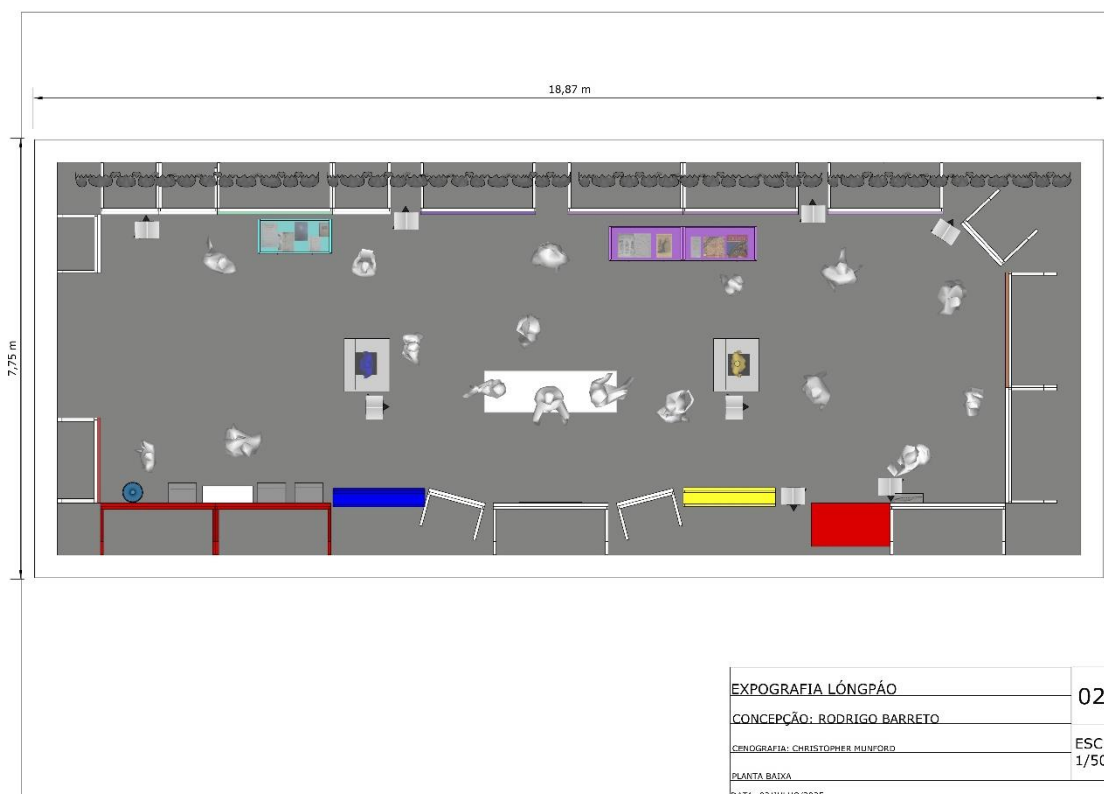 18,87 m
7,75 m
EXPOGRAFIA LÓNGPÁO
02
CONCEPÇÃO: RODRIGO BARRETO
CENOGRAFIA: CHRISTOPHER MUNFORD
ESC
1/50
PLANTA BAIXA